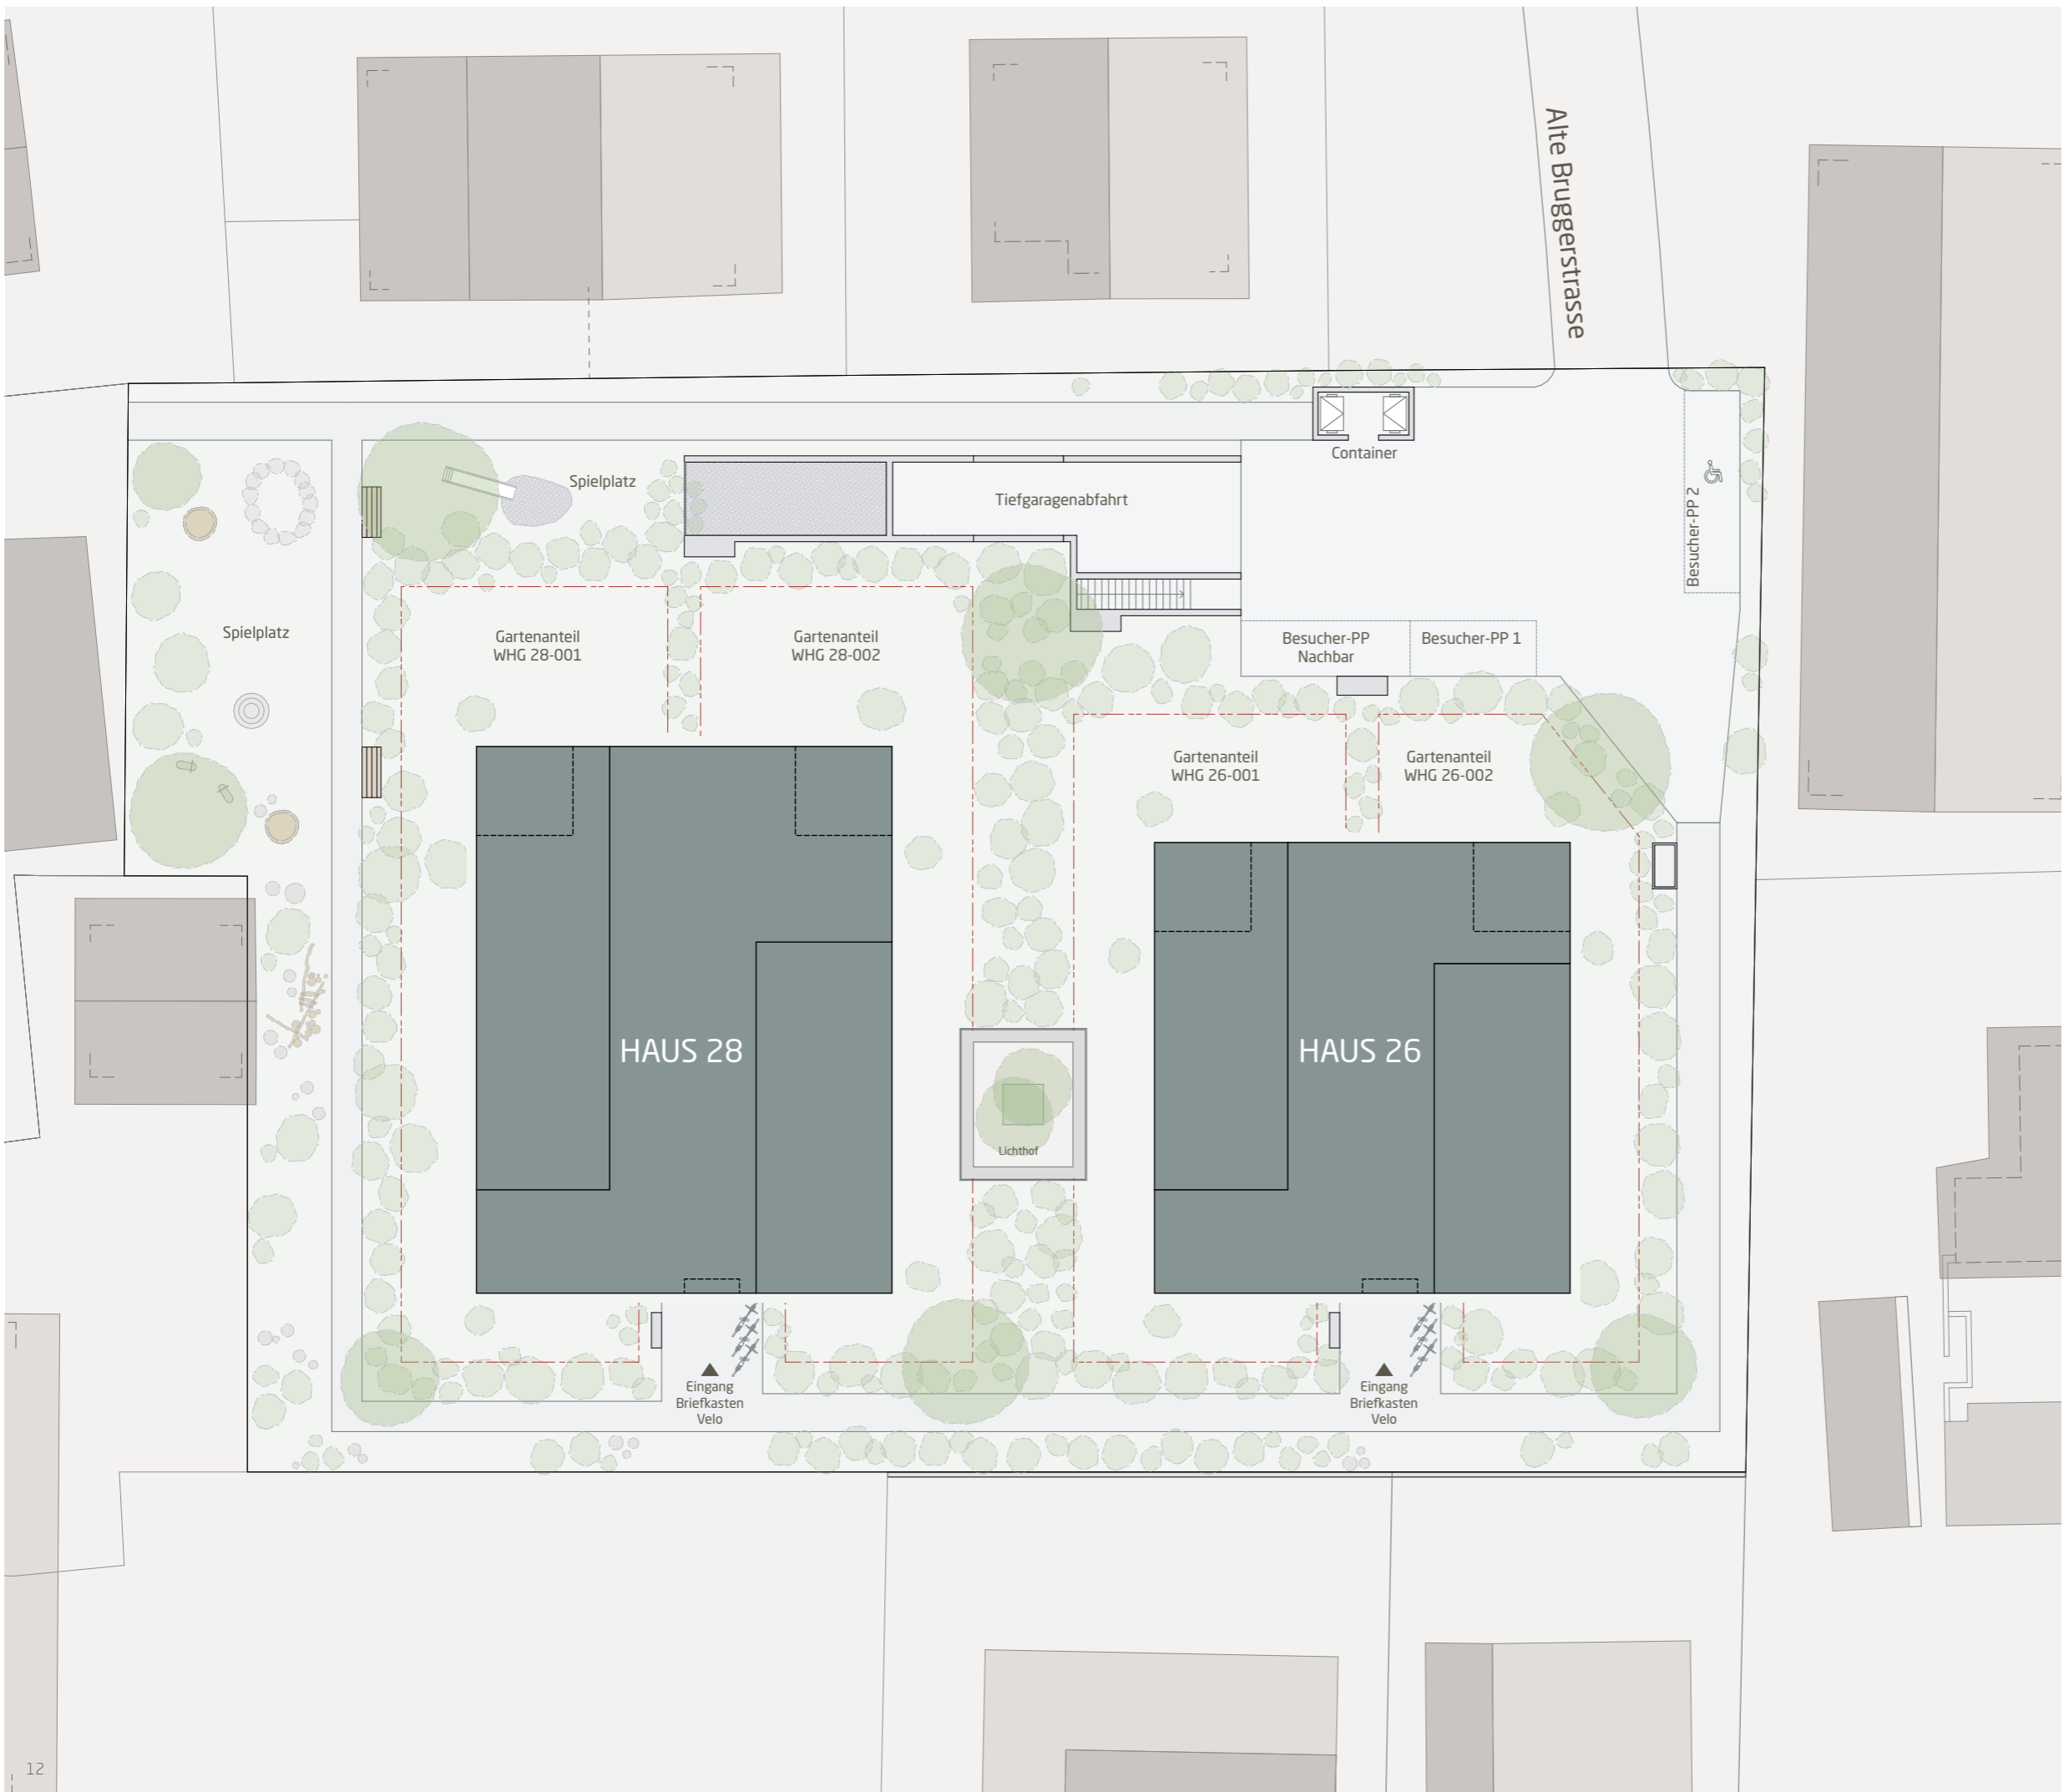 Alte Bruggerstrasse
Container
Spielplatz
Tiefgaragenabfahrt
Besucher-PP 2
Spielplatz
Gartenanteil
WHG 28-001
Gartenanteil
WHG 28-002
Besucher-PP
Nachbar
Besucher-PP 1
Gartenanteil
WHG 26-001
Gartenanteil
WHG 26-002
HAUS 28
HAUS 26
Lichthof
Eingang
Briefkasten
Velo
Eingang
Briefkasten
Velo
12